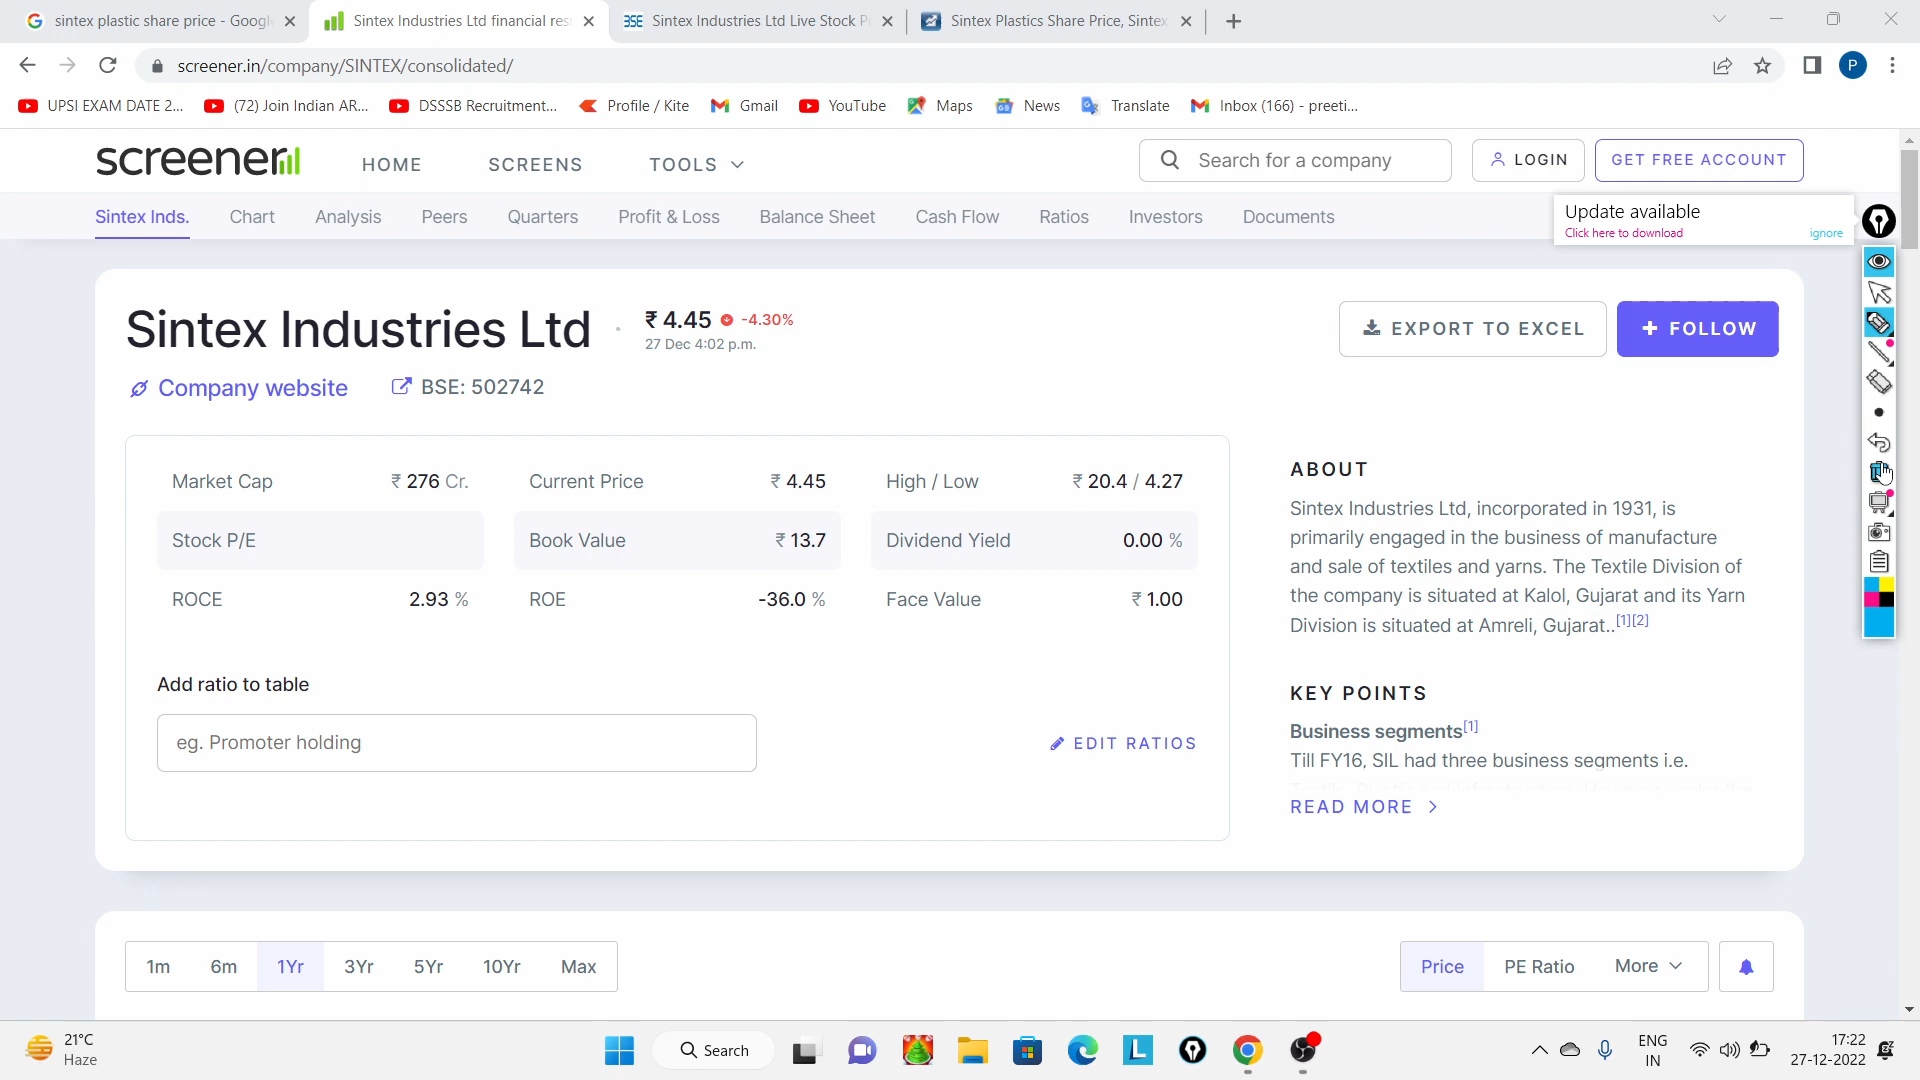 sintex plastic share price - Googl
Sintex Industries Ltd financial res
BSE Sintex Industries Ltd Live Stock P
Sintex Plastics Share Price, Sintex
screener.in/company/SINTEX/consolidated/
P
UPSI EXAM DATE 2...
(72) Join Indian AR...
DSSSB Recruitment...
Profile / Kite
Gmail
YouTube
Maps
News
Translate
Inbox (166) - preeti...
screener
HOME
SCREENS
TOOLS
Search for a company
LOGIN
GET FREE ACCOUNT
Sintex Inds.
Chart
Analysis
Peers
Quarters
Profit & Loss
Balance Sheet
Cash Flow
Ratios
Investors
Documents
Update available
Click here to download
ignore
Sintex Industries Ltd
₹ 4.45 -4.30%
27 Dec 4:02 p.m.
EXPORT TO EXCEL
+ FOLLOW
Company website
BSE: 502742
Market Cap ₹ 276 Cr.
Current Price ₹ 4.45
High / Low ₹ 20.4 / 4.27
Stock P/E
Book Value ₹ 13.7
Dividend Yield 0.00 %
ROCE 2.93 %
ROE -36.0 %
Face Value ₹ 1.00
Add ratio to table
eg. Promoter holding
EDIT RATIOS
ABOUT
Sintex Industries Ltd, incorporated in 1931, is
primarily engaged in the business of manufacture
and sale of textiles and yarns. The Textile Division of
the company is situated at Kalol, Gujarat and its Yarn
Division is situated at Amreli, Gujarat..[1][2]
KEY POINTS
Business segments[1]
Till FY16, SIL had three business segments i.e.
READ MORE
1m
6m
1Yr
3Yr
5Yr
10Yr
Max
Price
PE Ratio
More
21°C
Haze
Search
L
ENG
IN
17:22
27-12-2022